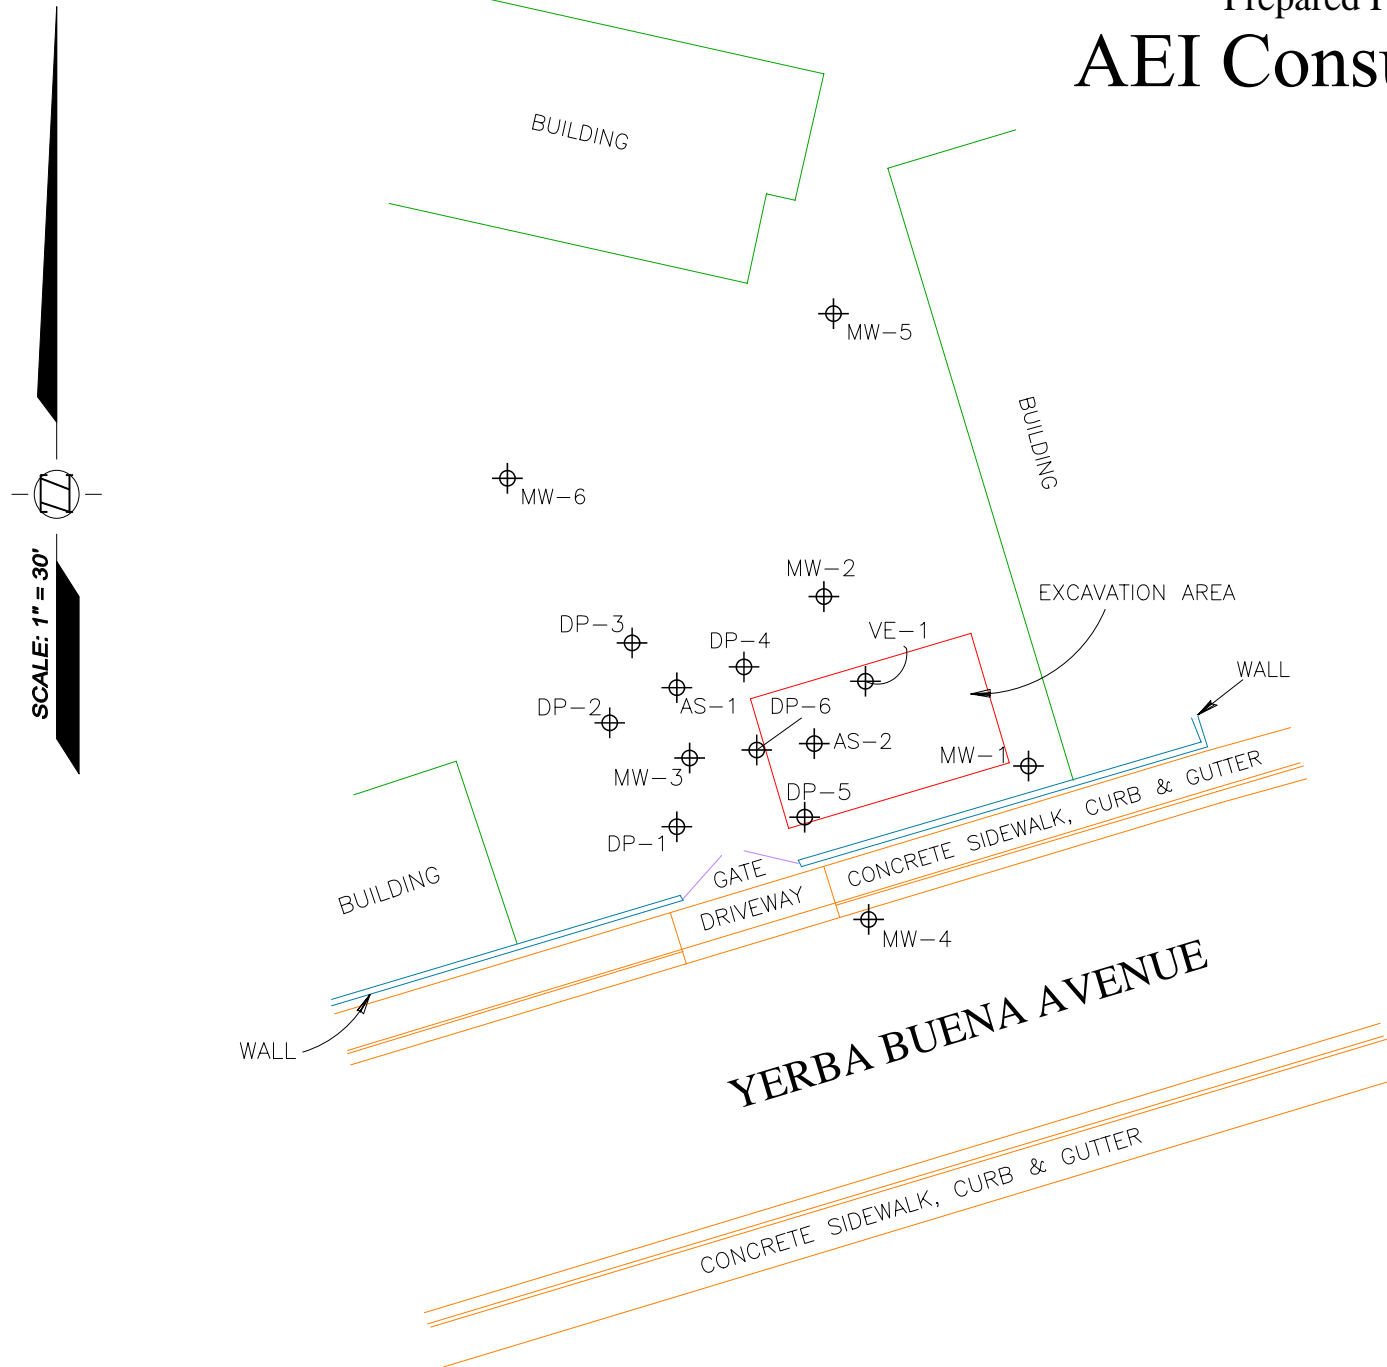 Prepared
AEI
BUILDING
MW-5
BUILDING
MW-6
SCALE: 1" = 30'
MW-2
EXCAVATION AREA
DP-3
DP-4
VE-1
WALL
DP-2
AS-1
DP-6
AS-2
MW-1
MW-3
DP-5
DP-1
CONCRETE SIDEWALK, CURB & GUTTER
GATE
BUILDING
DRIVEWAY
MW-4
YERBA BUENA AVENUE
WALL
CONCRETE SIDEWALK, CURB & GUTTER